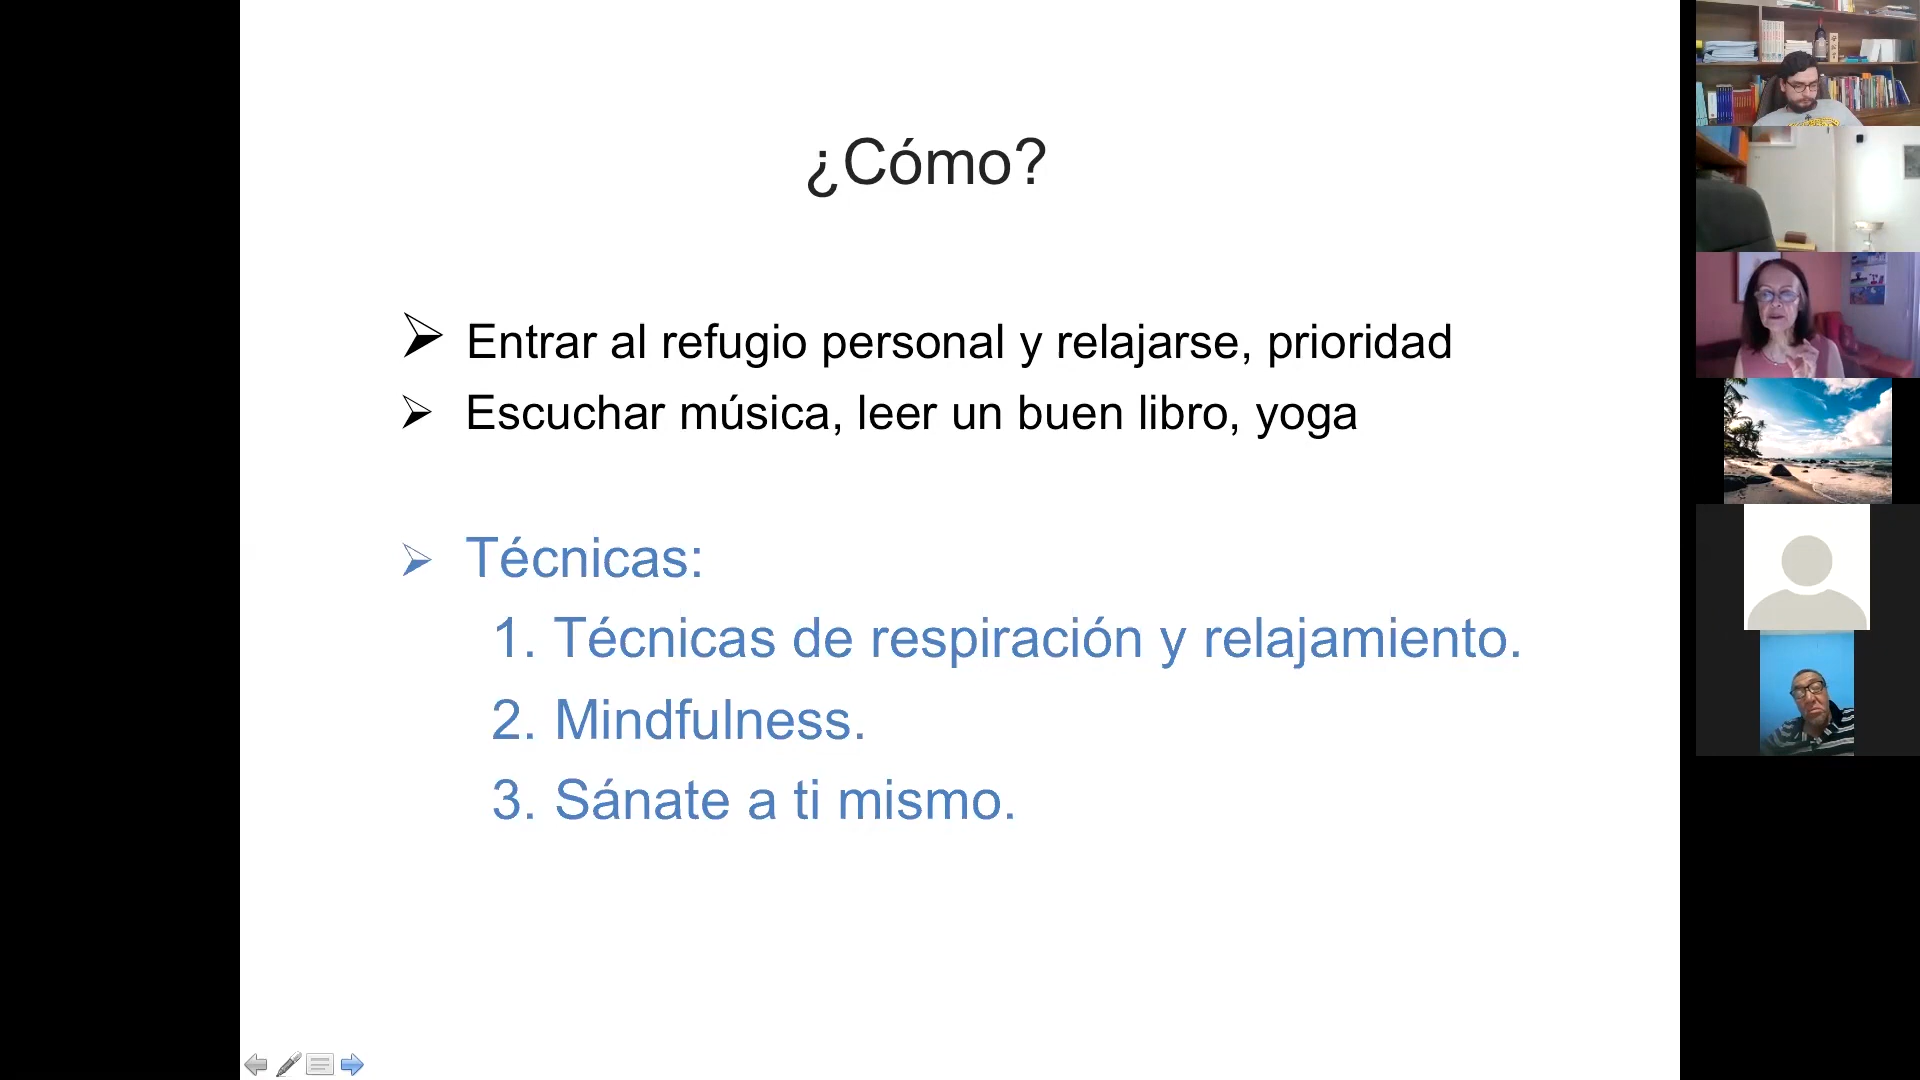 ¿Cómo?
Entrar al refugio personal y relajarse, prioridad
Escuchar música, leer un buen libro, yoga
Técnicas:
1. Técnicas de respiración y relajamiento.
2. Mindfulness.
3. Sánate a ti mismo.